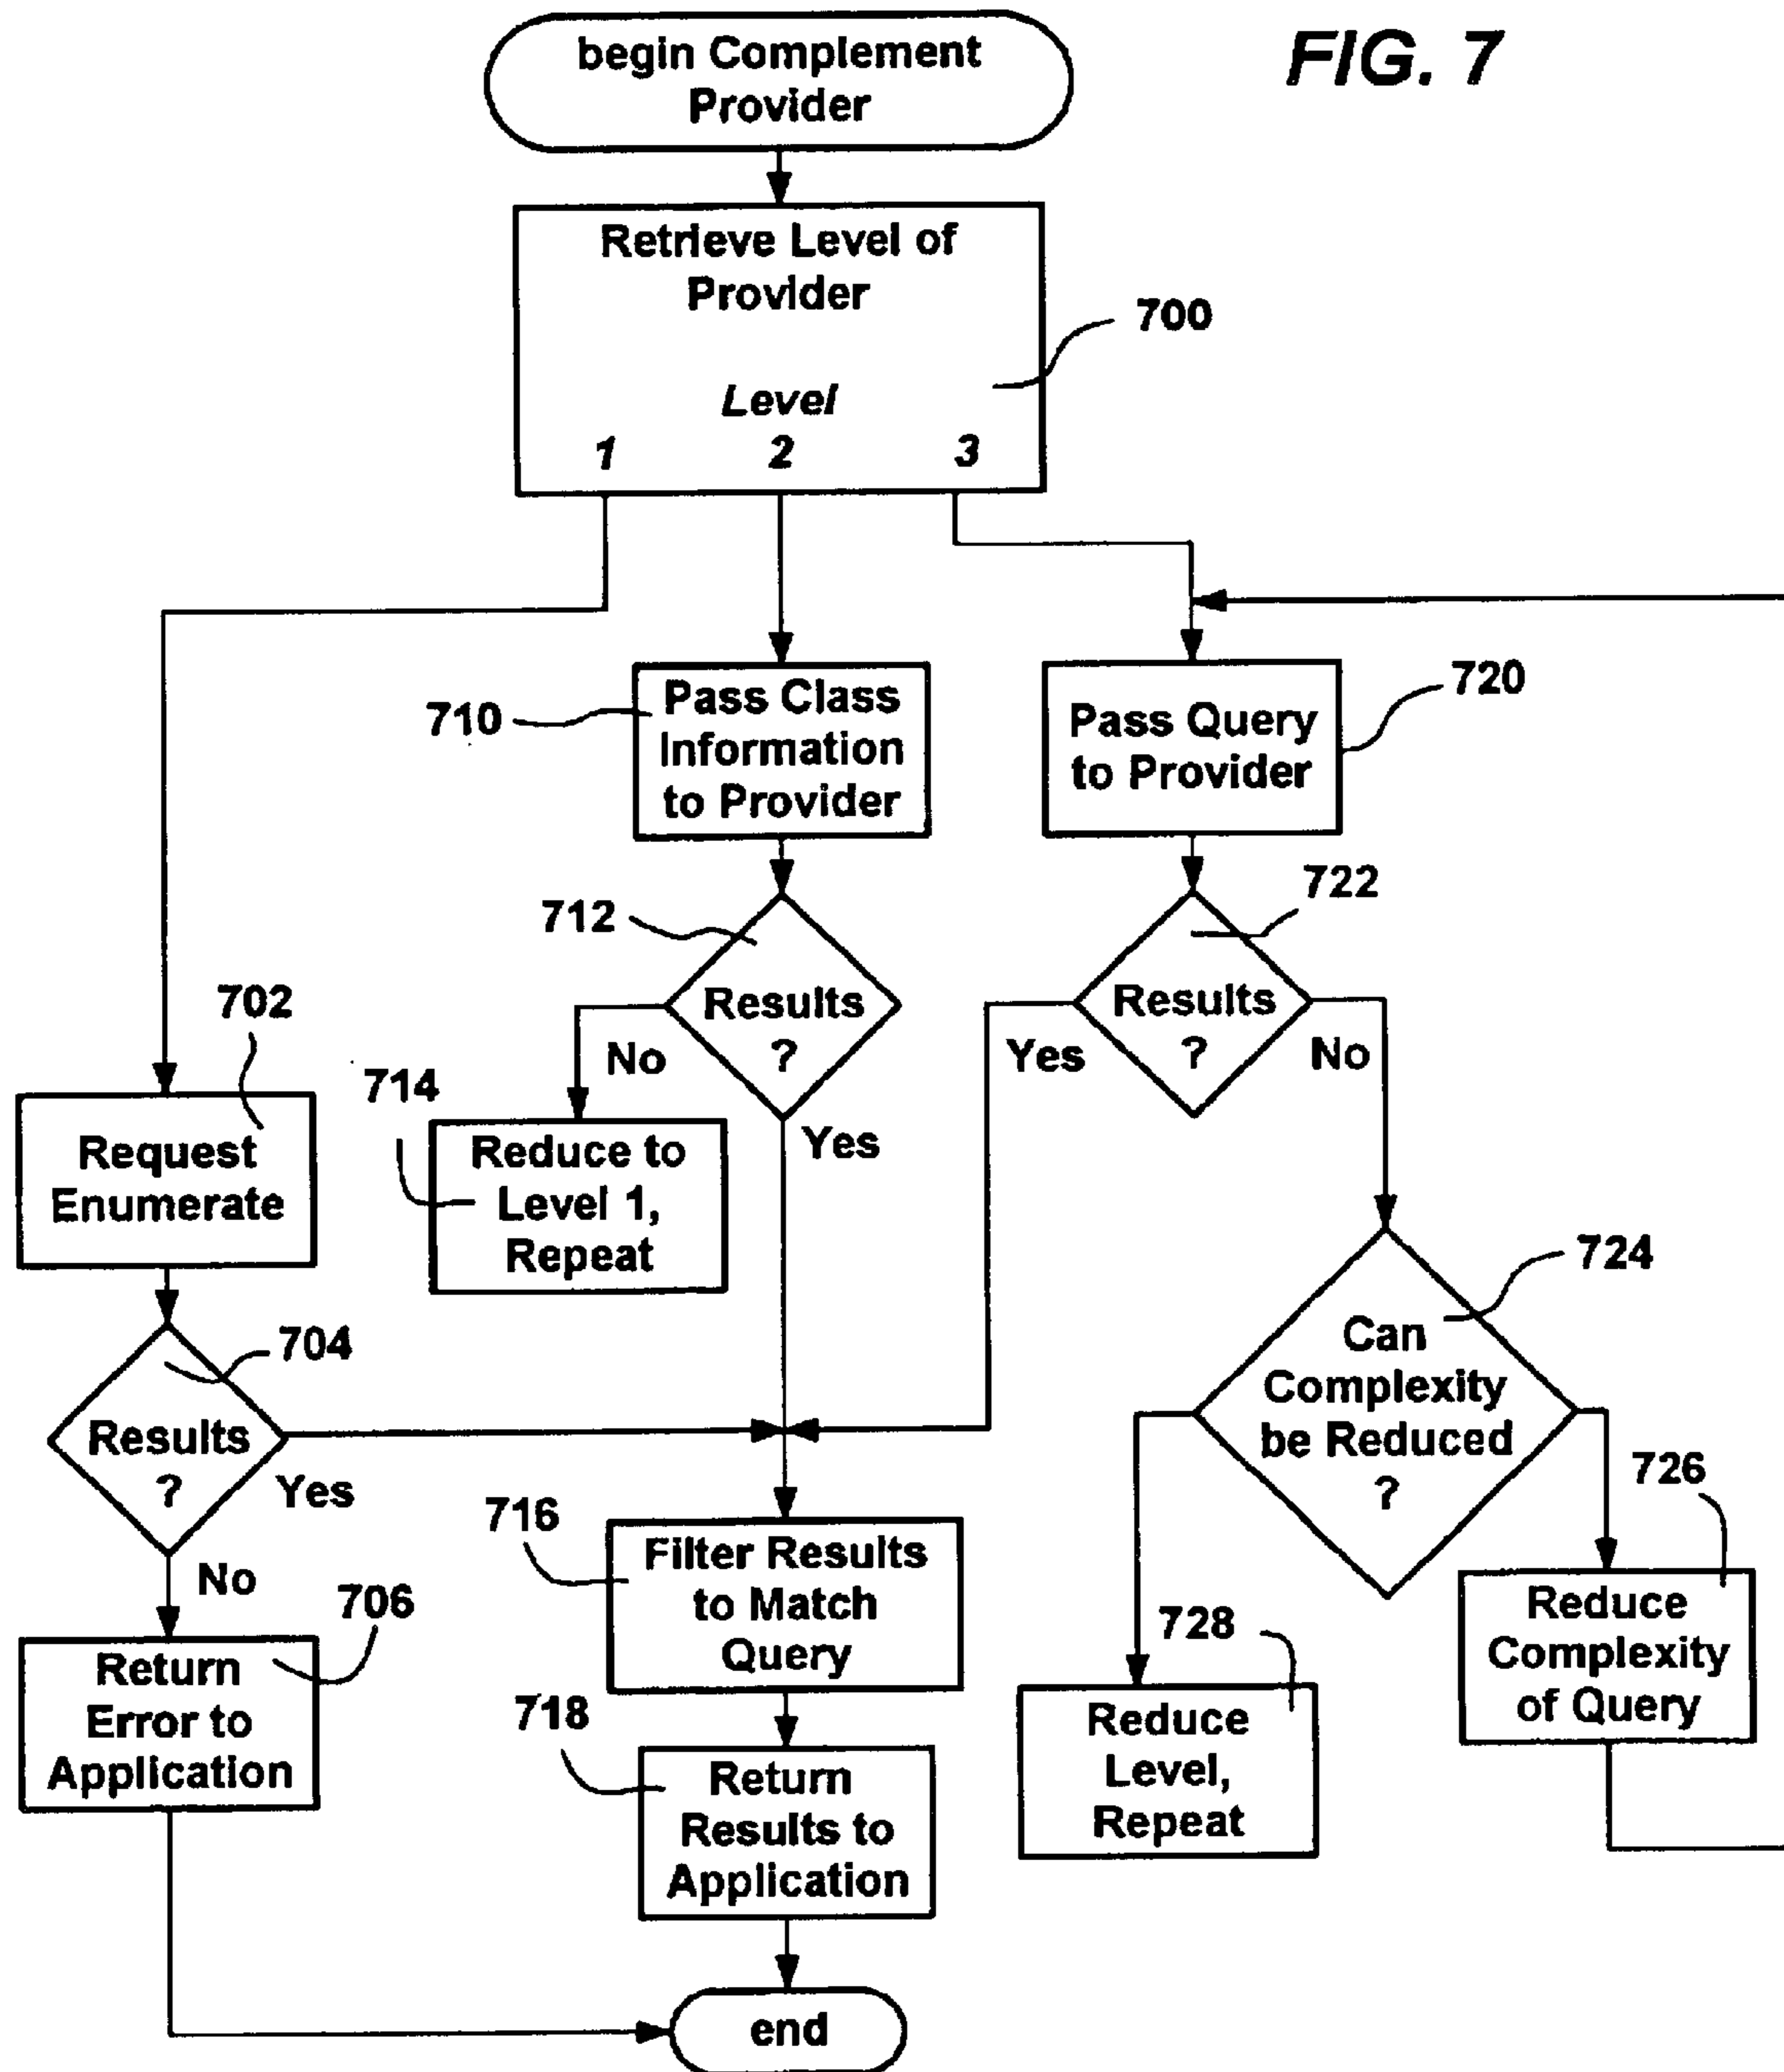 FIG. 7
begin Complement
Provider
Retrieve Level of
Provider
700
Level
1 2 3
710
Pass Class
Information
to Provider
Pass Query
to Provider
720
712
Results
?
No
Yes
722
Results
?
Yes
No
702
Request
Enumerate
714
Reduce to
Level 1,
Repeat
704
Results
?
Yes
No
724
Can
Complexity
be Reduced
?
716
Filter Results
to Match
Query
726
Reduce
Complexity
of Query
706
Return
Error to
Application
718
Return
Results to
Application
728
Reduce
Level,
Repeat
end